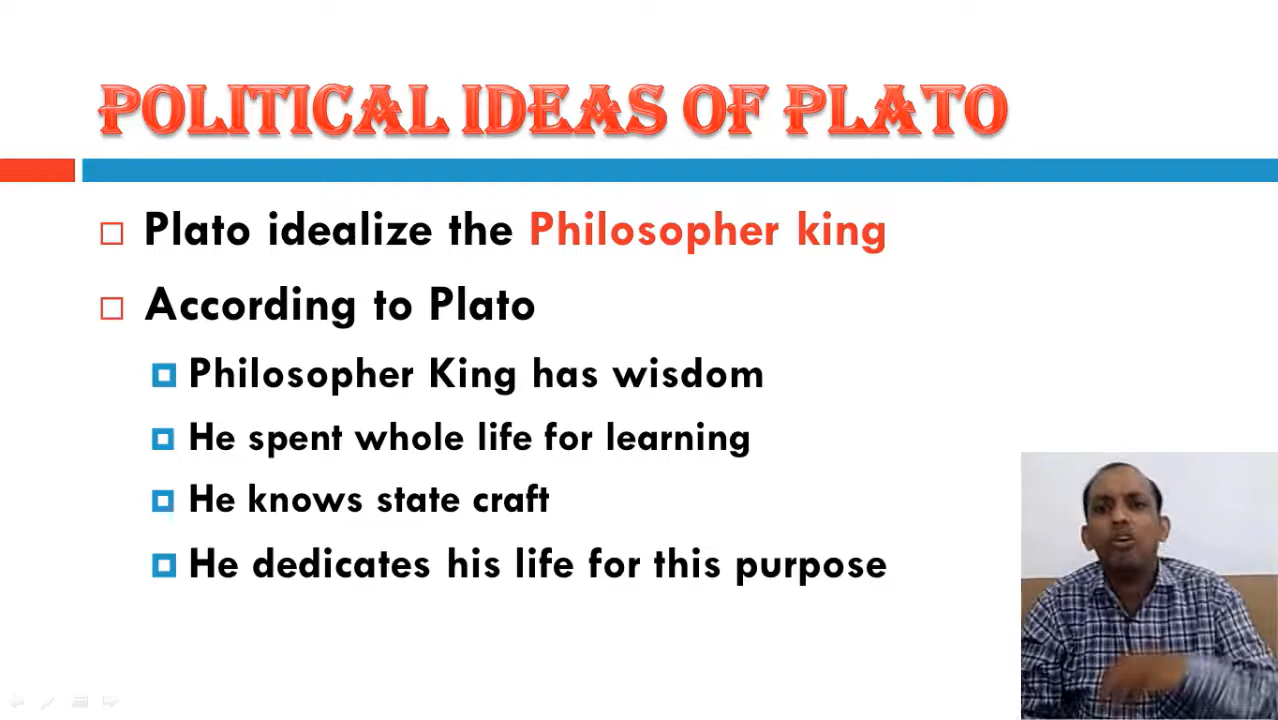 POLITICAL IDEAS OF PLATO
Plato idealize the Philosopher king
According to Plato
Philosopher King has wisdom
He spent whole life for learning
He knows state craft
He dedicates his life for this purpose